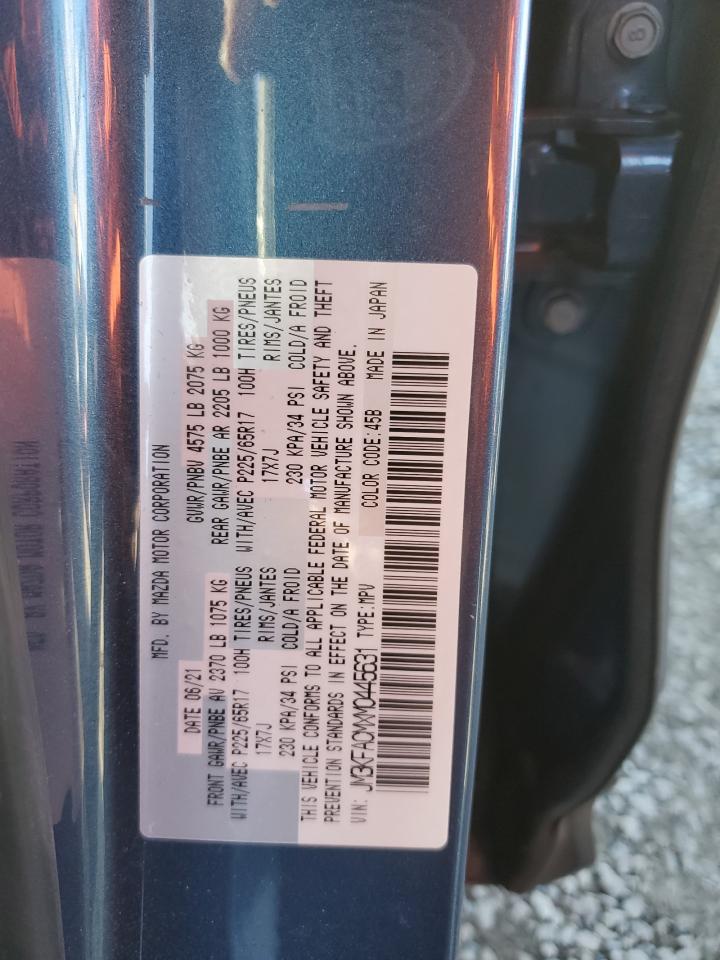 MFD. BY MAZDA MOTOR CORPORATION
DATE 06/21 GVWR/PNBV 4575 LB 2075 KG
FRONT GAWR/PNBE AV 2370 LB 1075 KG REAR GAWR/PNBE AR 2205 LB 1000 KG
WITH/AVEC P225/65R17 100H TIRES/PNEUS WITH/AVEC P225/65R17 100H TIRES/PNEUS
17X7J RIMS/JANTES 17X7J RIMS/JANTES
230 KPA/34 PSI COLD/A FROID 230 KPA/34 PSI COLD/A FROID
THIS VEHICLE CONFORMS TO ALL APPLICABLE FEDERAL MOTOR VEHICLE SAFETY AND THEFT
PREVENTION STANDARDS IN EFFECT ON THE DATE OF MANUFACTURE SHOWN ABOVE.
VIN: JM3KFACMXM0445631 TYPE:MPV COLOR CODE:45B MADE IN JAPAN
8